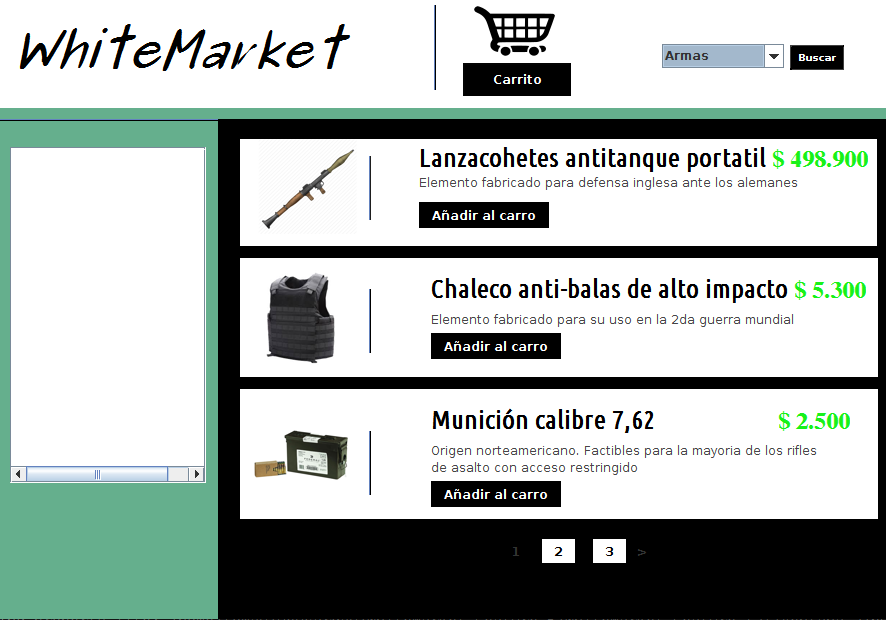 WhiteMarket
Carrito
Armas
Buscar
Lanzacohetes antitanque portatil $ 498.900
Elemento fabricado para defensa inglesa ante los alemanes
Añadir al carro
Chaleco anti-balas de alto impacto $ 5.300
Elemento fabricado para su uso en la 2da guerra mundial
Añadir al carro
Munición calibre 7,62 $ 2.500
Origen norteamericano. Factibles para la mayoria de los rifles
de asalto con acceso restringido
Añadir al carro
1 2 3 >